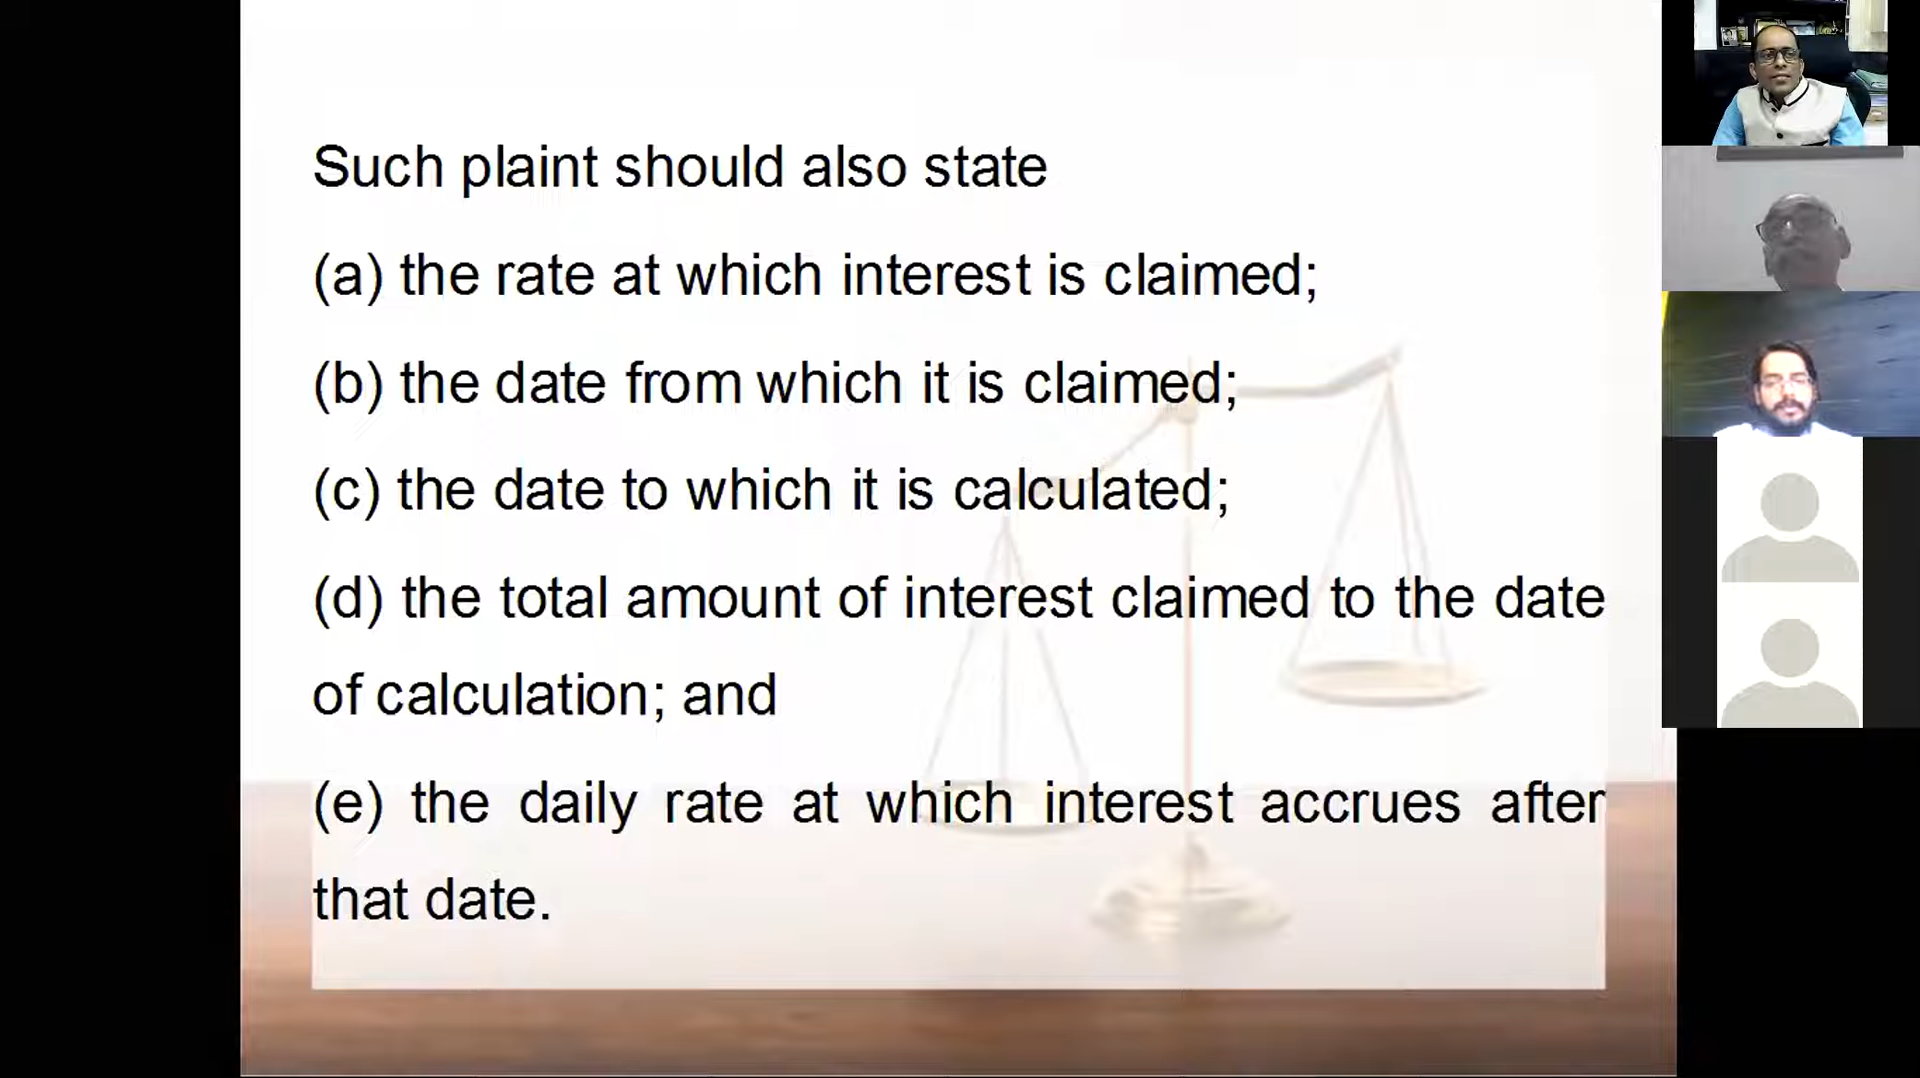 Such plaint should also state
(a) the rate at which interest is claimed;
(b) the date from which it is claimed;
(c) the date to which it is calculated;
(d) the total amount of interest claimed to the date
of calculation; and
(e) the daily rate at which interest accrues after
that date.